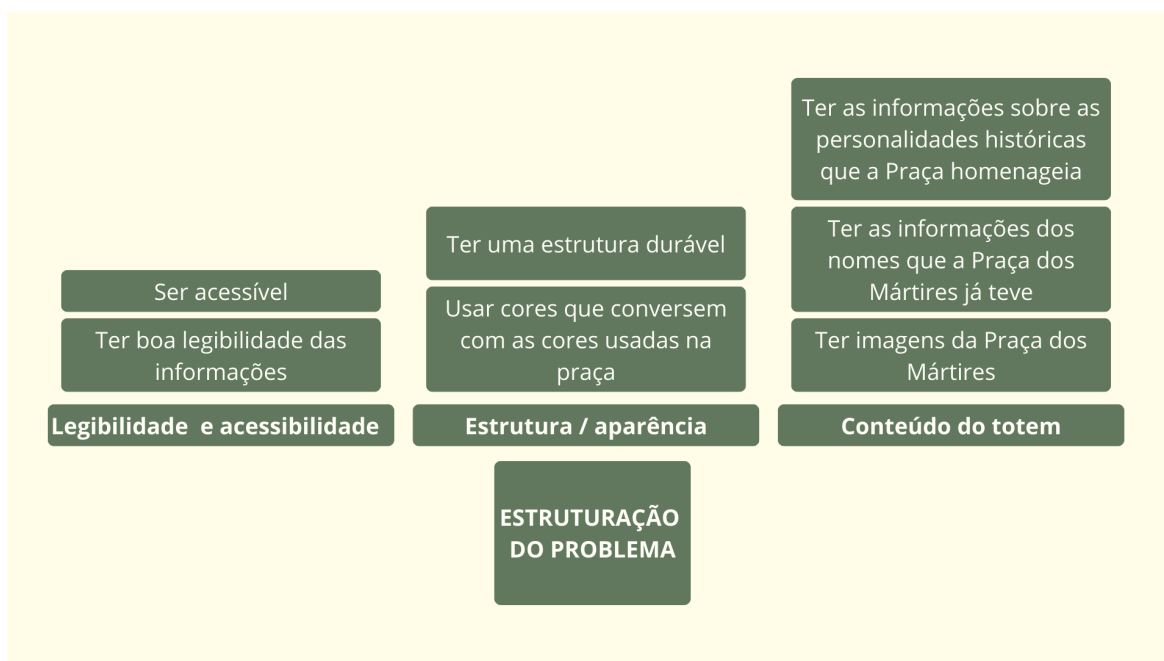 Ser acessível
Ter boa legibilidade das
informações
Legibilidade e acessibilidade
Ter uma estrutura durável
Usar cores que conversem
com as cores usadas na
praça
Estrutura / aparência
Ter as informações sobre as
personalidades históricas
que a Praça homenageia
Ter as informações dos
nomes que a Praça dos
Mártires já teve
Ter imagens da Praça dos
Mártires
Conteúdo do totem
ESTRUTURAÇÃO
DO PROBLEMA